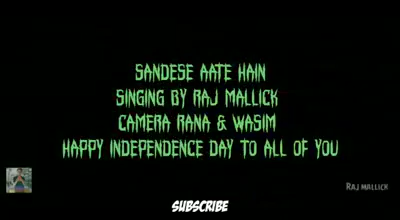 SANDESE AATE HAIN
SINGING BY RAJ MALLICK
CAMERA RANA & WASIM
HAPPY INDEPENDENCE DAY TO ALL OF YOU
RAJ MALLICK
SUBSCRIBE